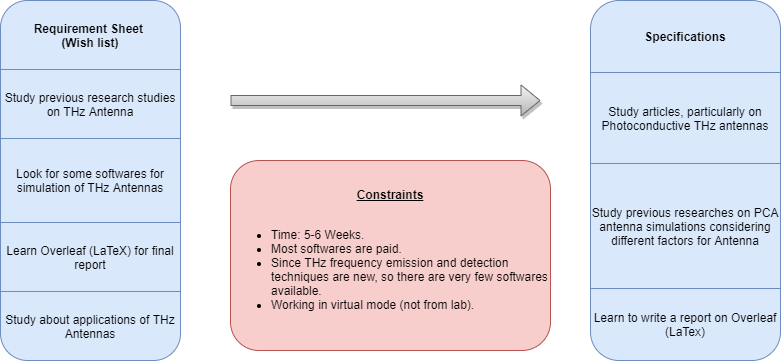 Requirement Sheet
(Wish list)
Study previous research studies
on THz Antenna
Look for some softwares for
simulation of THz Antennas
Learn Overleaf (LaTeX) for final
report
Study about applications of THz
Antennas
Constraints
• Time: 5-6 Weeks.
• Most softwares are paid.
• Since THz frequency emission and detection
techniques are new, so there are very few softwares
available.
• Working in virtual mode (not from lab).
Specifications
Study articles, particularly on
Photoconductive THz antennas
Study previous researches on PCA
antenna simulations considering
different factors for Antenna
Learn to write a report on Overleaf
(LaTex)